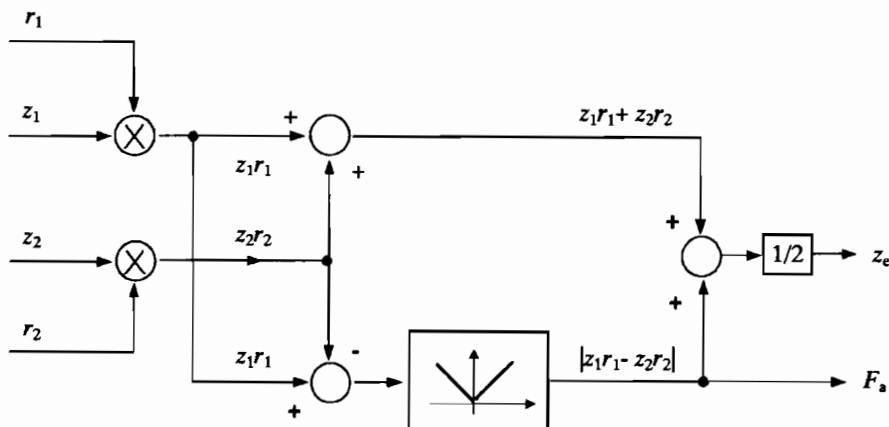 r₁
z₁
+
z₁r₁+ z₂r₂
z₁r₁
+
z₂
z₂r₂
+
1/2
zₑ
r₂
+
z₁r₁
-
|z₁r₁- z₂r₂|
+
Fₐ